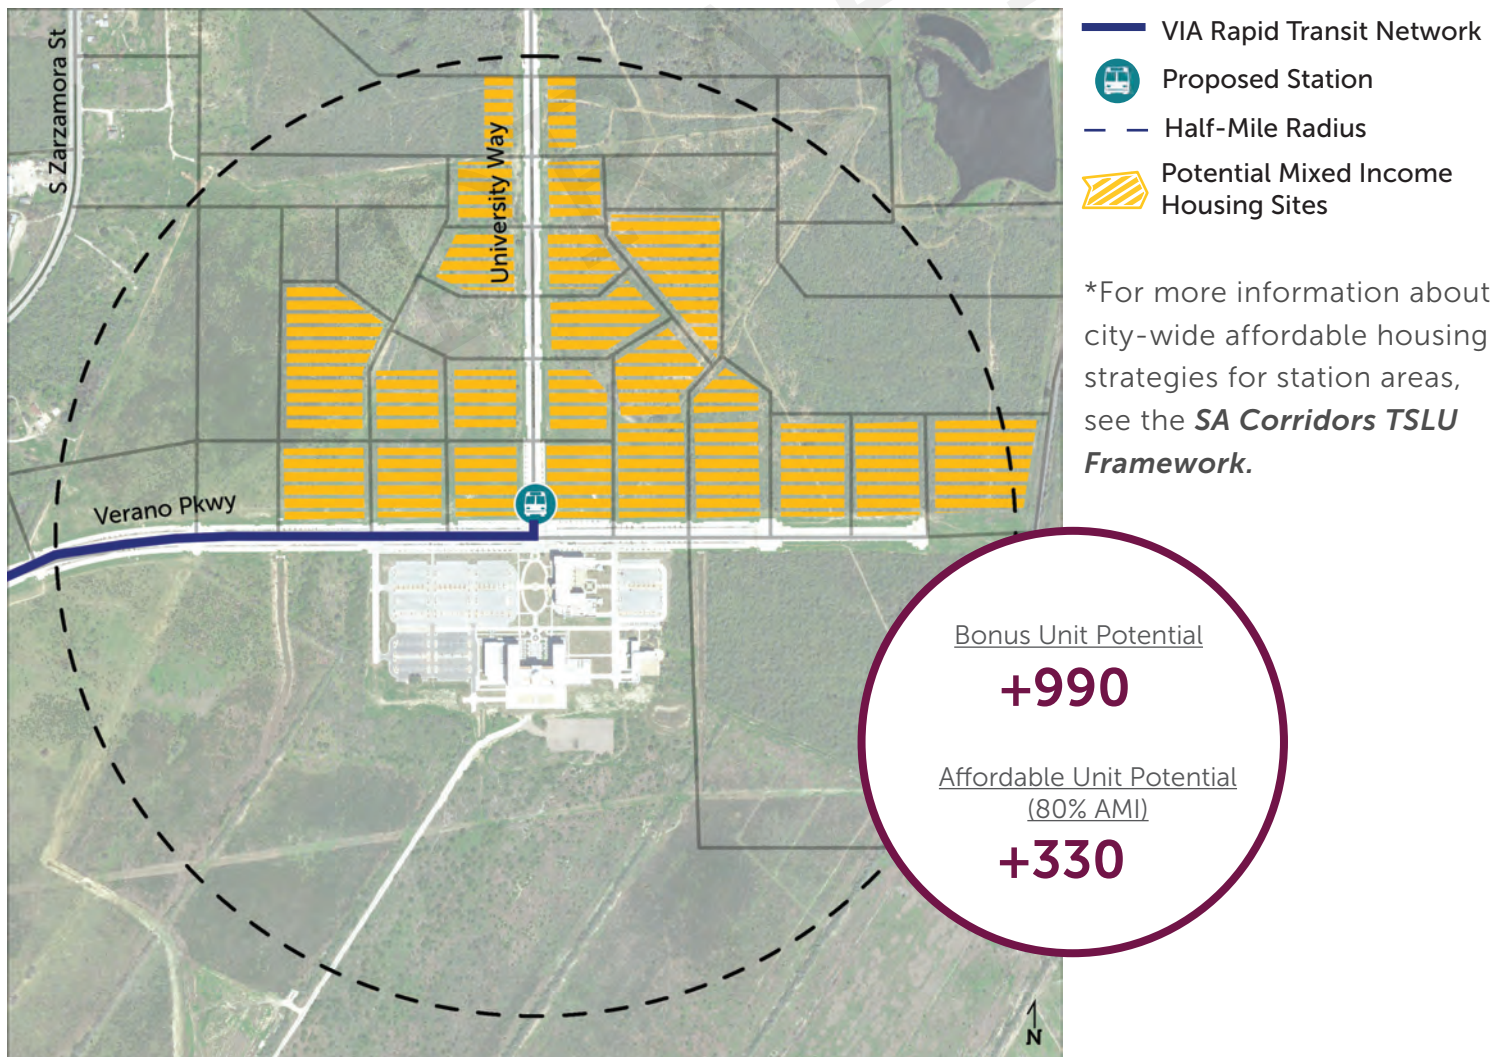 S Zarzamora St
University Way
Verano Pkwy
N
VIA Rapid Transit Network
Proposed Station
Half-Mile Radius
Potential Mixed Income
Housing Sites
*For more information about
city-wide affordable housing
strategies for station areas,
see the SA Corridors TSLU
Framework.
Bonus Unit Potential
+990
Affordable Unit Potential
(80% AMI)
+330